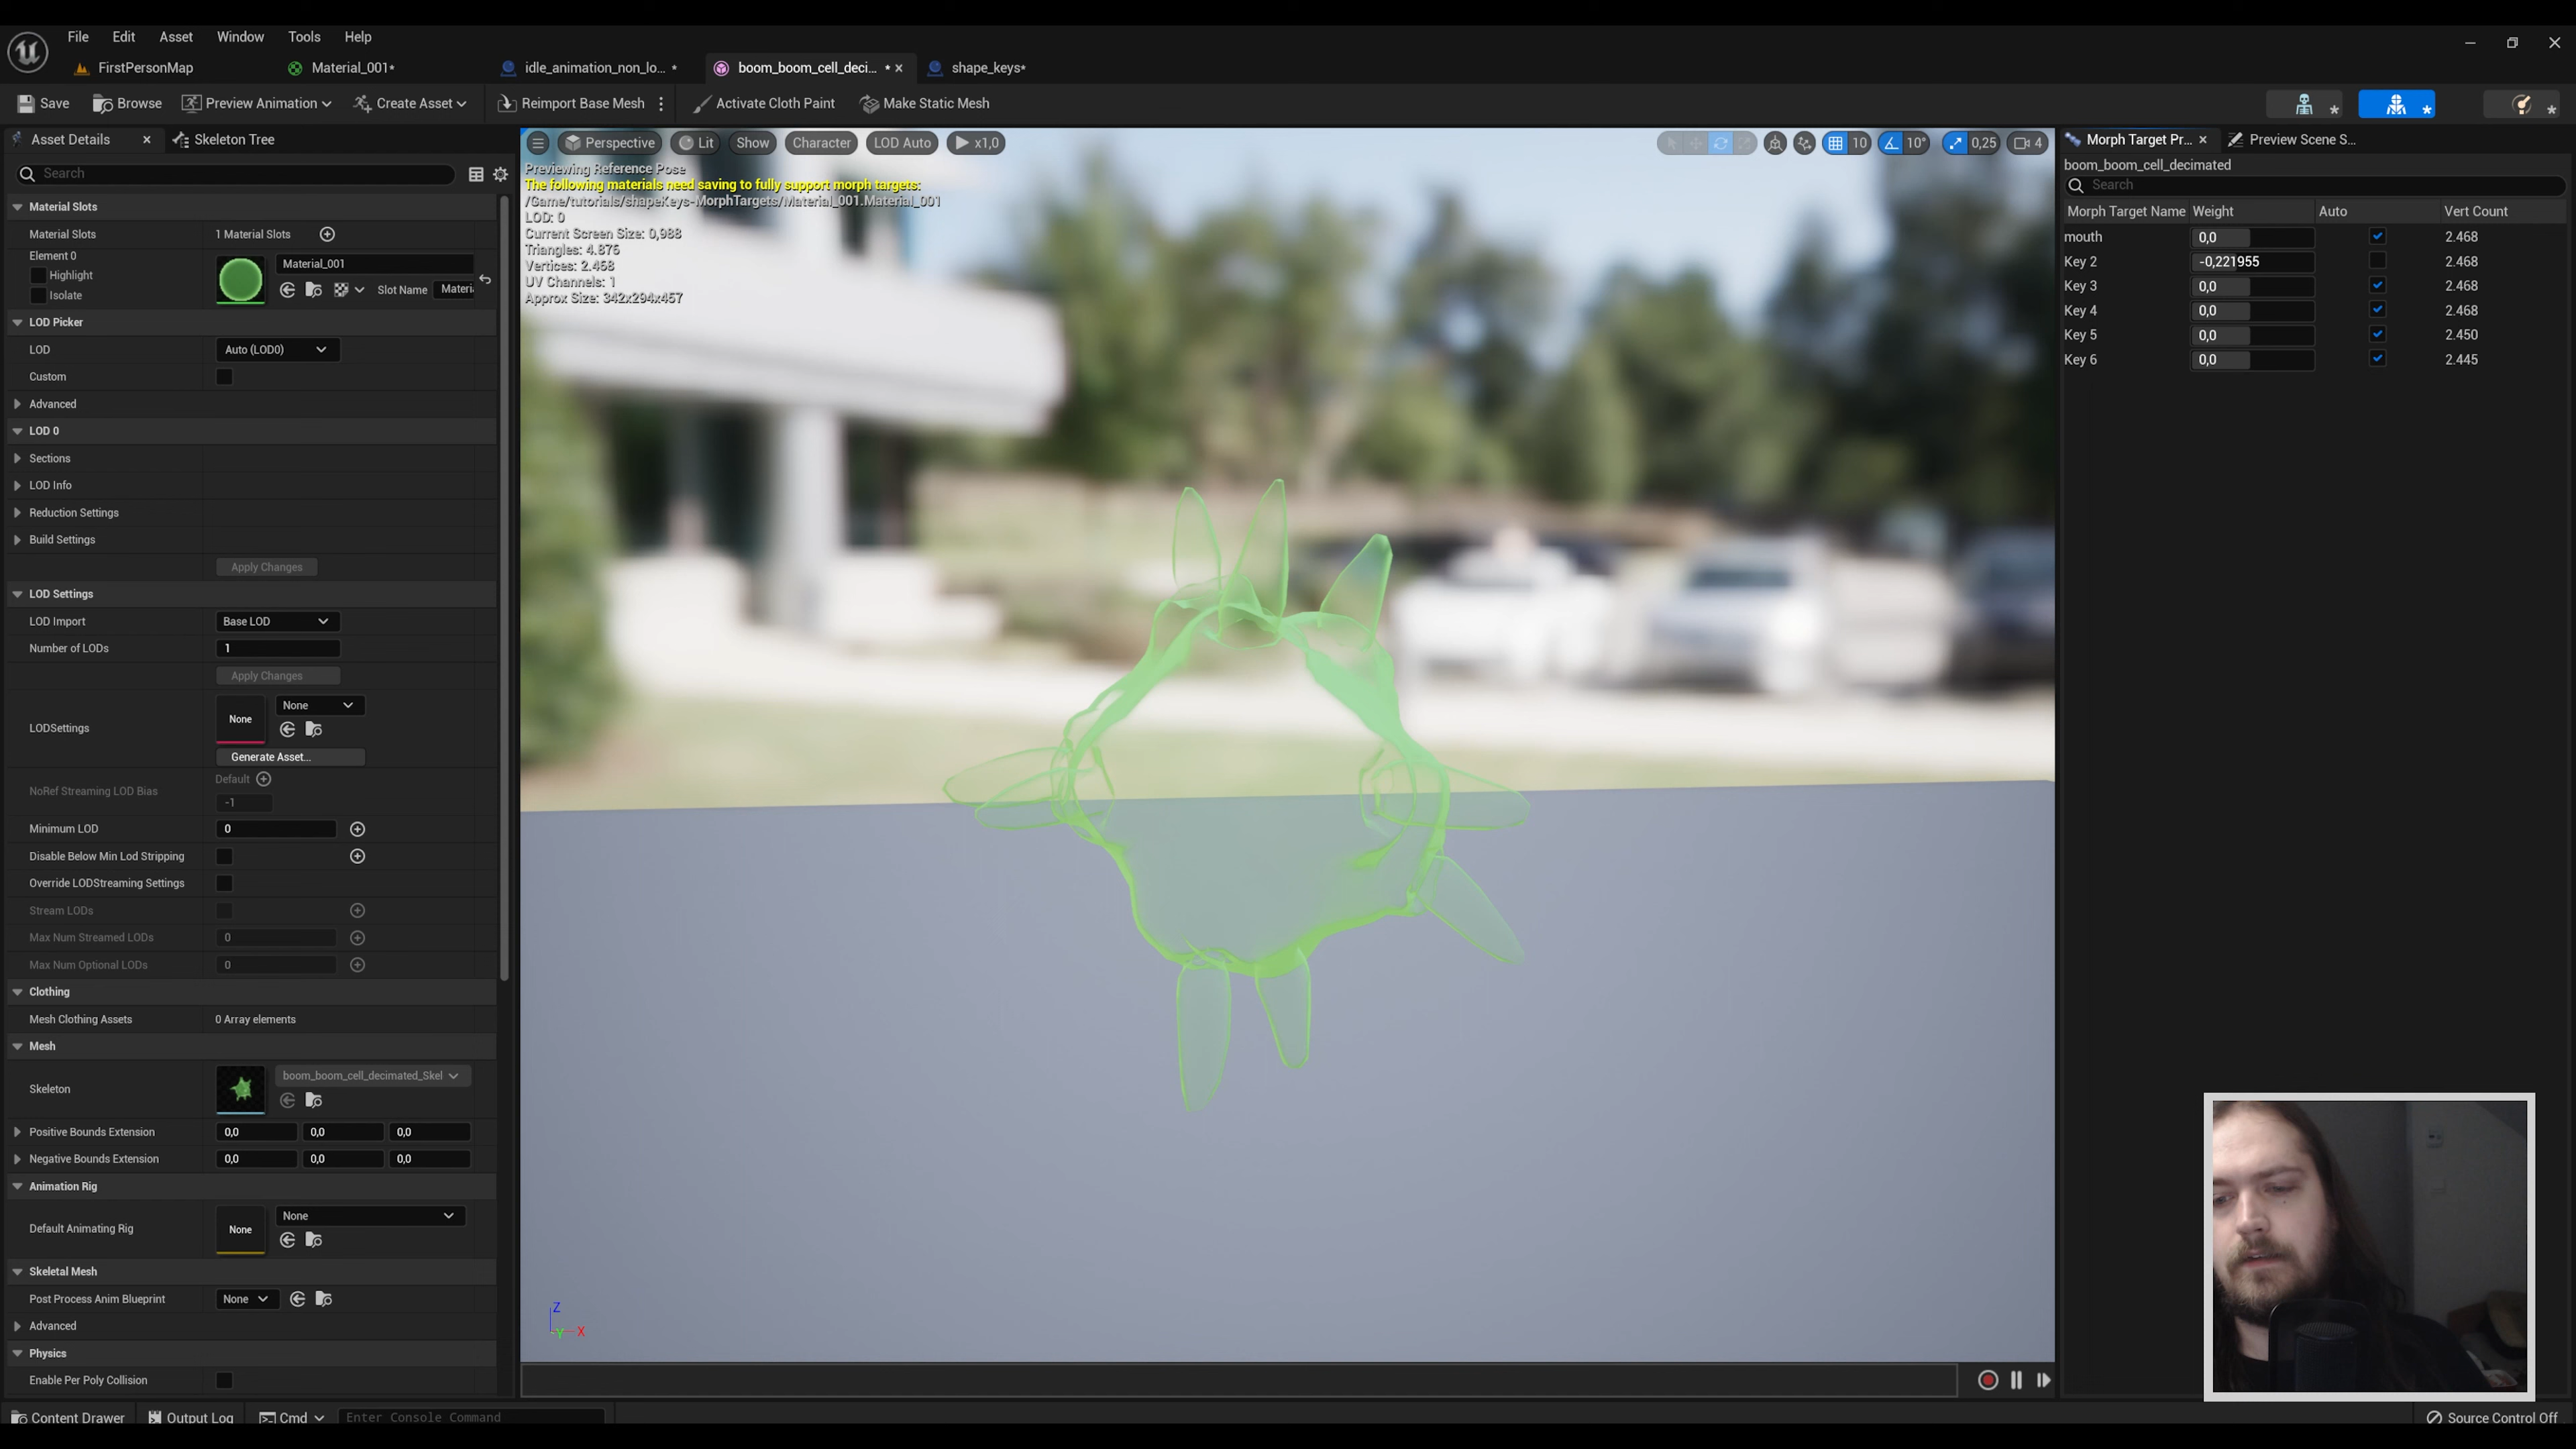 File Edit Asset Window Tools Help
FirstPersonMap Material_001* idle_animation_non_lo... * boom_boom_cell_deci... * shape_keys*
Save Browse Preview Animation Create Asset Reimport Base Mesh Activate Cloth Paint Make Static Mesh
Asset Details Skeleton Tree
Search
Material Slots
Material Slots 1 Material Slots
Element 0
Highlight
Isolate
Material_001
Slot Name Materi
LOD Picker
LOD Auto (LOD0)
Custom
Advanced
LOD 0
Sections
LOD Info
Reduction Settings
Build Settings
Apply Changes
LOD Settings
LOD Import Base LOD
Number of LODs 1
Apply Changes
LODSettings None None
Generate Asset...
NoRef Streaming LOD Bias Default
-1
Minimum LOD 0
Disable Below Min Lod Stripping
Override LODStreaming Settings
Stream LODs
Max Num Streamed LODs 0
Max Num Optional LODs 0
Clothing
Mesh Clothing Assets 0 Array elements
Mesh
Skeleton boom_boom_cell_decimated_Skel
Positive Bounds Extension 0,0 0,0 0,0
Negative Bounds Extension 0,0 0,0 0,0
Animation Rig
Default Animating Rig None None
Skeletal Mesh
Post Process Anim Blueprint None
Advanced
Physics
Enable Per Poly Collision
Perspective Lit Show Character LOD Auto x1,0 10 10° 0,25 4
Previewing Reference Pose
The following materials need saving to fully support morph targets:
/Game/tutorials/shapeKeys-MorphTargets/Material_001.Material_001
LOD: 0
Current Screen Size: 0,988
Triangles: 4.876
Vertices: 2.468
UV Channels: 1
Approx Size: 342x294x457
Z
Y X
Morph Target Pr... Preview Scene S...
boom_boom_cell_decimated
Search
Morph Target Name Weight Auto Vert Count
mouth 0,0 2.468
Key 2 -0,221955 2.468
Key 3 0,0 2.468
Key 4 0,0 2.468
Key 5 0,0 2.450
Key 6 0,0 2.445
Content Drawer Output Log Cmd Enter Console Command Source Control Off